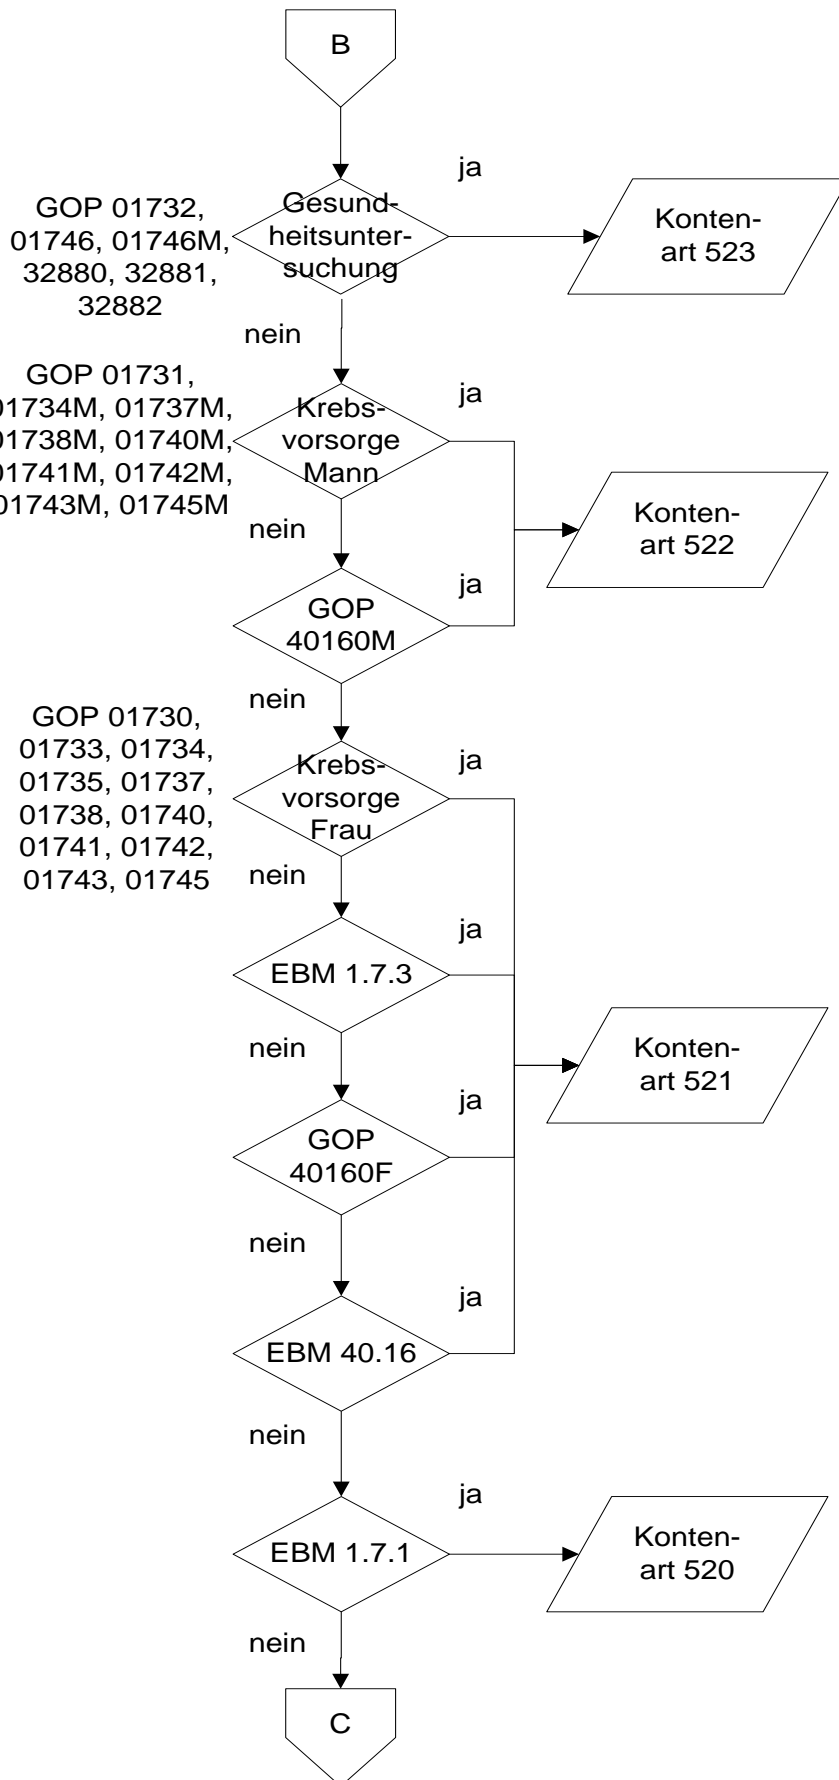 B
ja
GOP 01732,
01746, 01746M,
32880, 32881,
32882
Gesund-
heitsunter-
suchung
Konten-
art 523
nein
GOP 01731,
01734M, 01737M,
01738M, 01740M,
01741M, 01742M,
01743M, 01745M
Krebs-
vorsorge
Mann
ja
Konten-
art 522
nein
ja
GOP
40160M
nein
GOP 01730,
01733, 01734,
01735, 01737,
01738, 01740,
01741, 01742,
01743, 01745
Krebs-
vorsorge
Frau
ja
nein
ja
EBM 1.7.3
nein
Konten-
art 521
ja
GOP
40160F
nein
ja
EBM 40.16
nein
ja
EBM 1.7.1
Konten-
art 520
nein
C